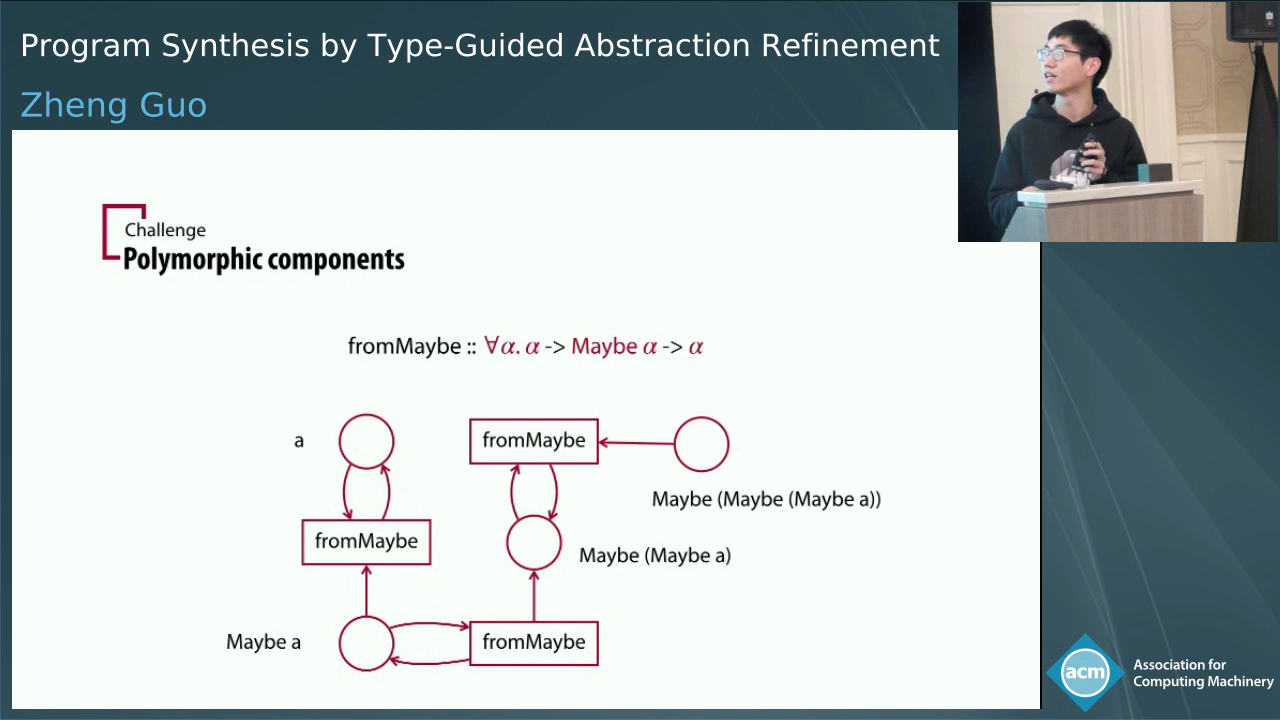 Program Synthesis by Type-Guided Abstraction Refinement
Zheng Guo
Challenge
Polymorphic components
fromMaybe :: ∀α. α -> Maybe α -> α
a
fromMaybe
fromMaybe
Maybe (Maybe (Maybe a))
Maybe (Maybe a)
Maybe a
fromMaybe
acm
Association for
Computing Machinery